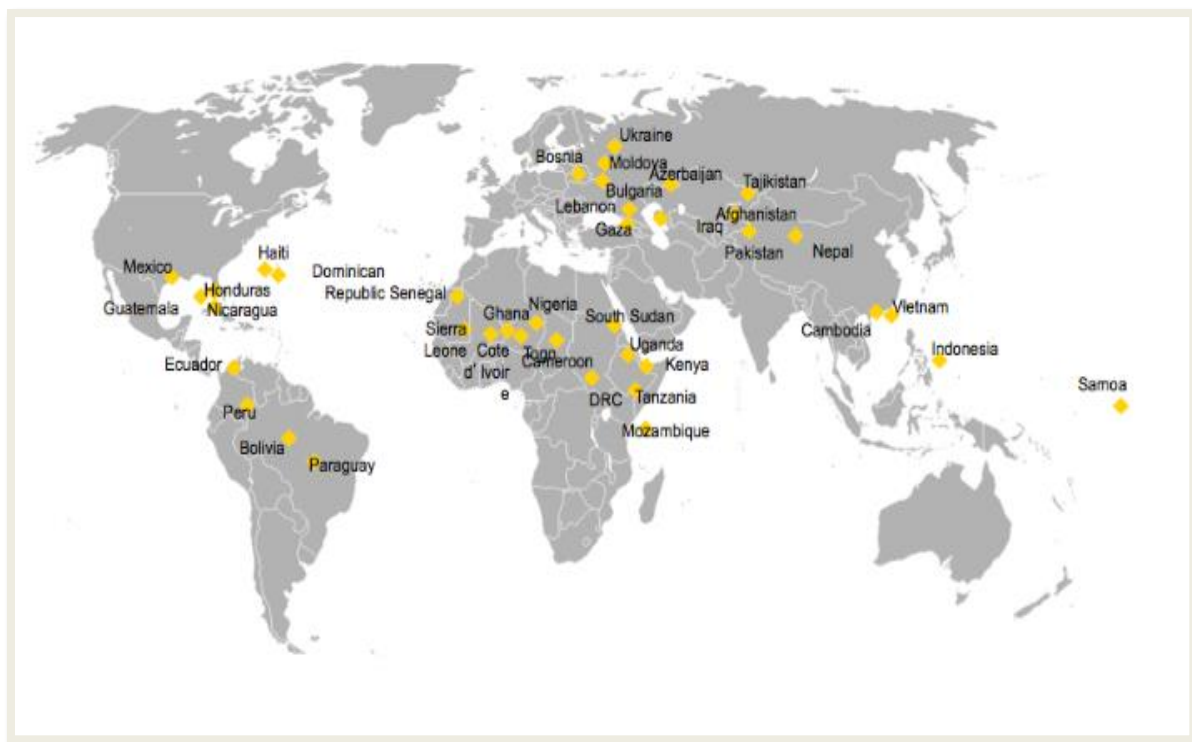 Ukraine
Bosnia
Moldova
Azerbaijan
Tajikistan
Bulgaria
Lebanon
Afghanistan
Gaza
Iraq
Pakistan
Nepal
Haiti
Mexico
Dominican
Honduras
Republic Senegal
Guatemala
Nicaragua
Ghana
Nigeria
South Sudan
Vietnam
Sierra
Cambodia
Leone
Cote
Togo
Uganda
Indonesia
Cameroon
Kenya
Ecuador
d' Ivoir
e
Samoa
DRC
Tanzania
Peru
Mozambique
Bolivia
Paraguay